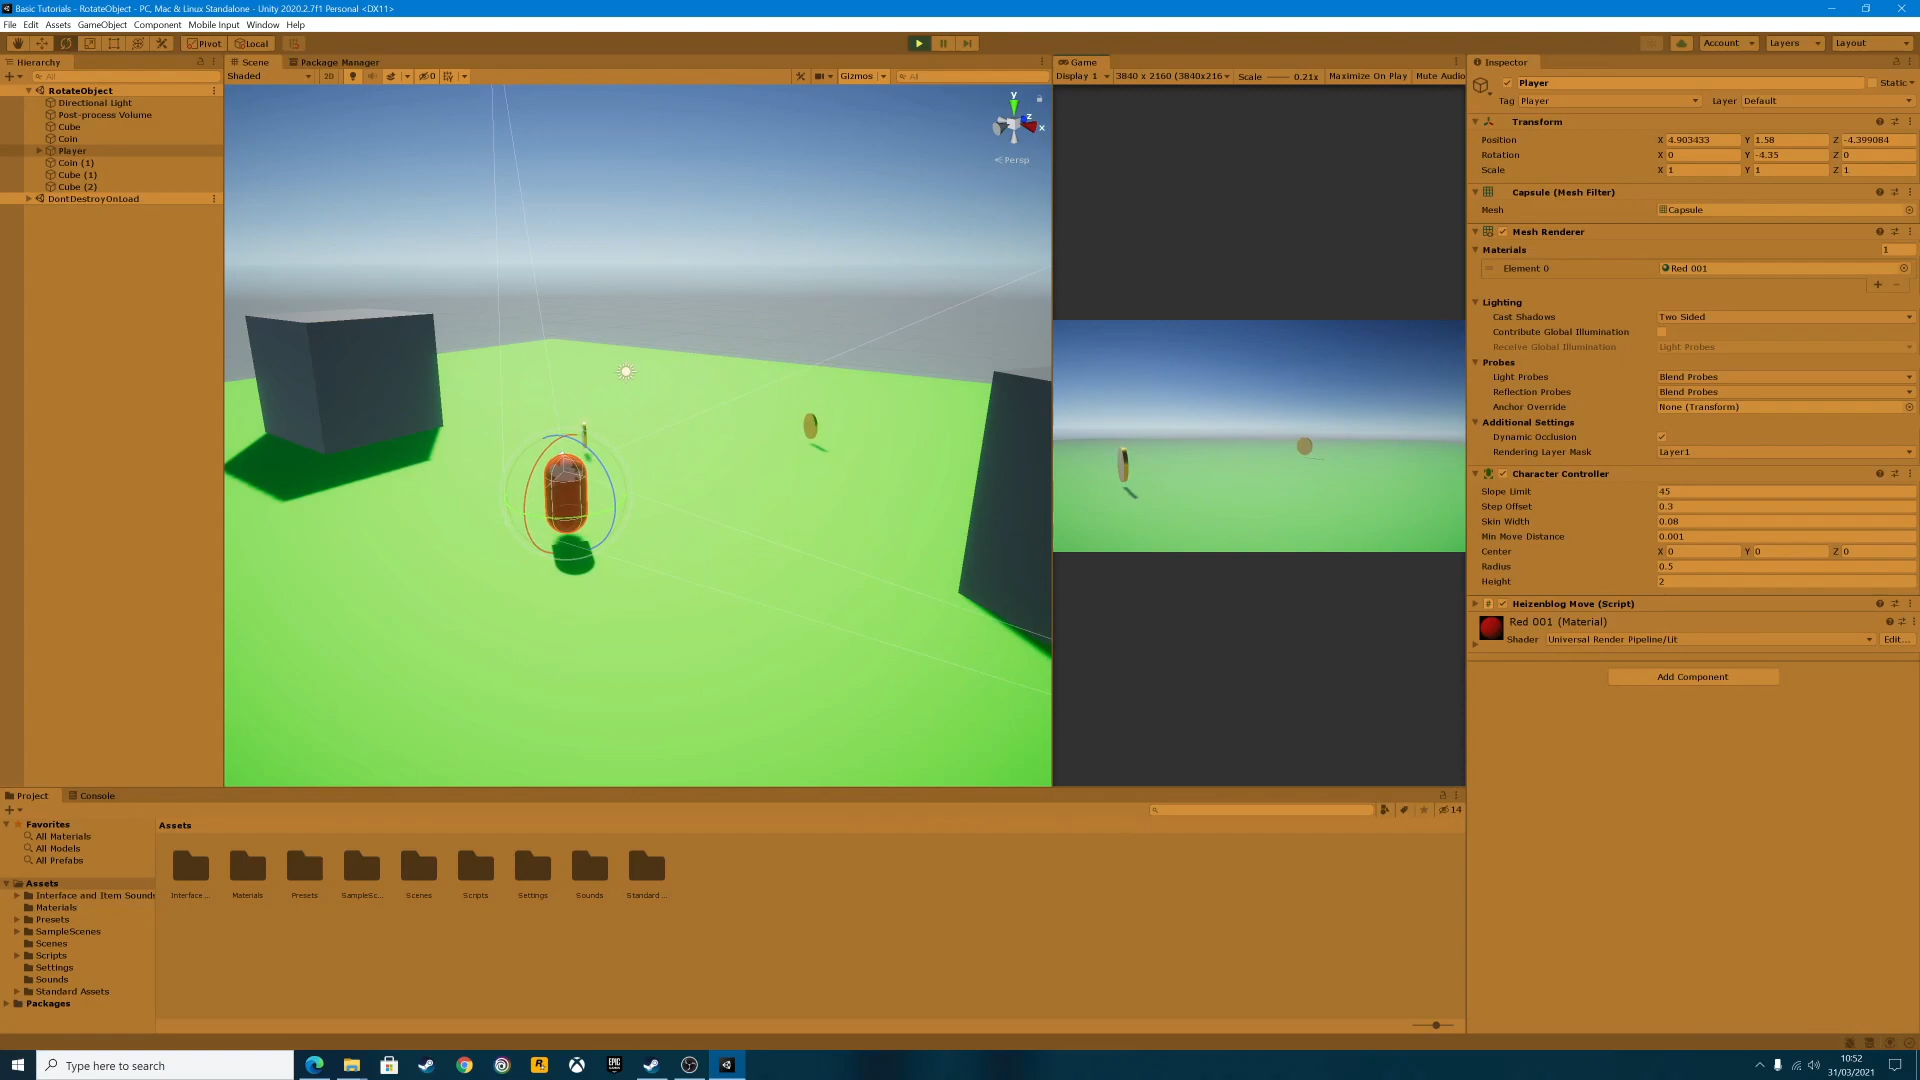 Basic Tutorials - RotateObject - PC, Mac & Linux Standalone - Unity 2020.2.7f1 Personal <DX11>
File Edit Assets GameObject Component Mobile Input Window Help
Pivot Local Account Layers Layout
Hierarchy
All
RotateObject
Directional Light
Post-process Volume
Cube
Coin
Player
Coin (1)
Cube (1)
Cube (2)
DontDestroyOnLoad
Scene Package Manager
Shaded 2D 0 Gizmos All
y
z
x
Persp
Game
Display 1 3840 x 2160 (3840x216 Scale 0.21x Maximize On Play Mute Audio
Inspector
Player Static
Tag Player Layer Default
Transform
Position X 4.903433 Y 1.58 Z -4.399084
Rotation X 0 Y -4.35 Z 0
Scale X 1 Y 1 Z 1
Capsule (Mesh Filter)
Mesh Capsule
Mesh Renderer
Materials 1
Element 0 Red 001
Lighting
Cast Shadows Two Sided
Contribute Global Illumination
Receive Global Illumination Light Probes
Probes
Light Probes Blend Probes
Reflection Probes Blend Probes
Anchor Override None (Transform)
Additional Settings
Dynamic Occlusion
Rendering Layer Mask Layer1
Character Controller
Slope Limit 45
Step Offset 0.3
Skin Width 0.08
Min Move Distance 0.001
Center X 0 Y 0 Z 0
Radius 0.5
Height 2
# Heizenblog Move (Script)
Red 001 (Material)
Shader Universal Render Pipeline/Lit Edit...
Add Component
Project Console
14
Favorites
All Materials
All Models
All Prefabs
Assets
Interface and Item Sounds
Materials
Presets
SampleScenes
Scenes
Scripts
Settings
Sounds
Standard Assets
Packages
Assets
Interface ... Materials Presets SampleSc... Scenes Scripts Settings Sounds Standard ...
Type here to search
EPIC GAMES
10:52
31/03/2021